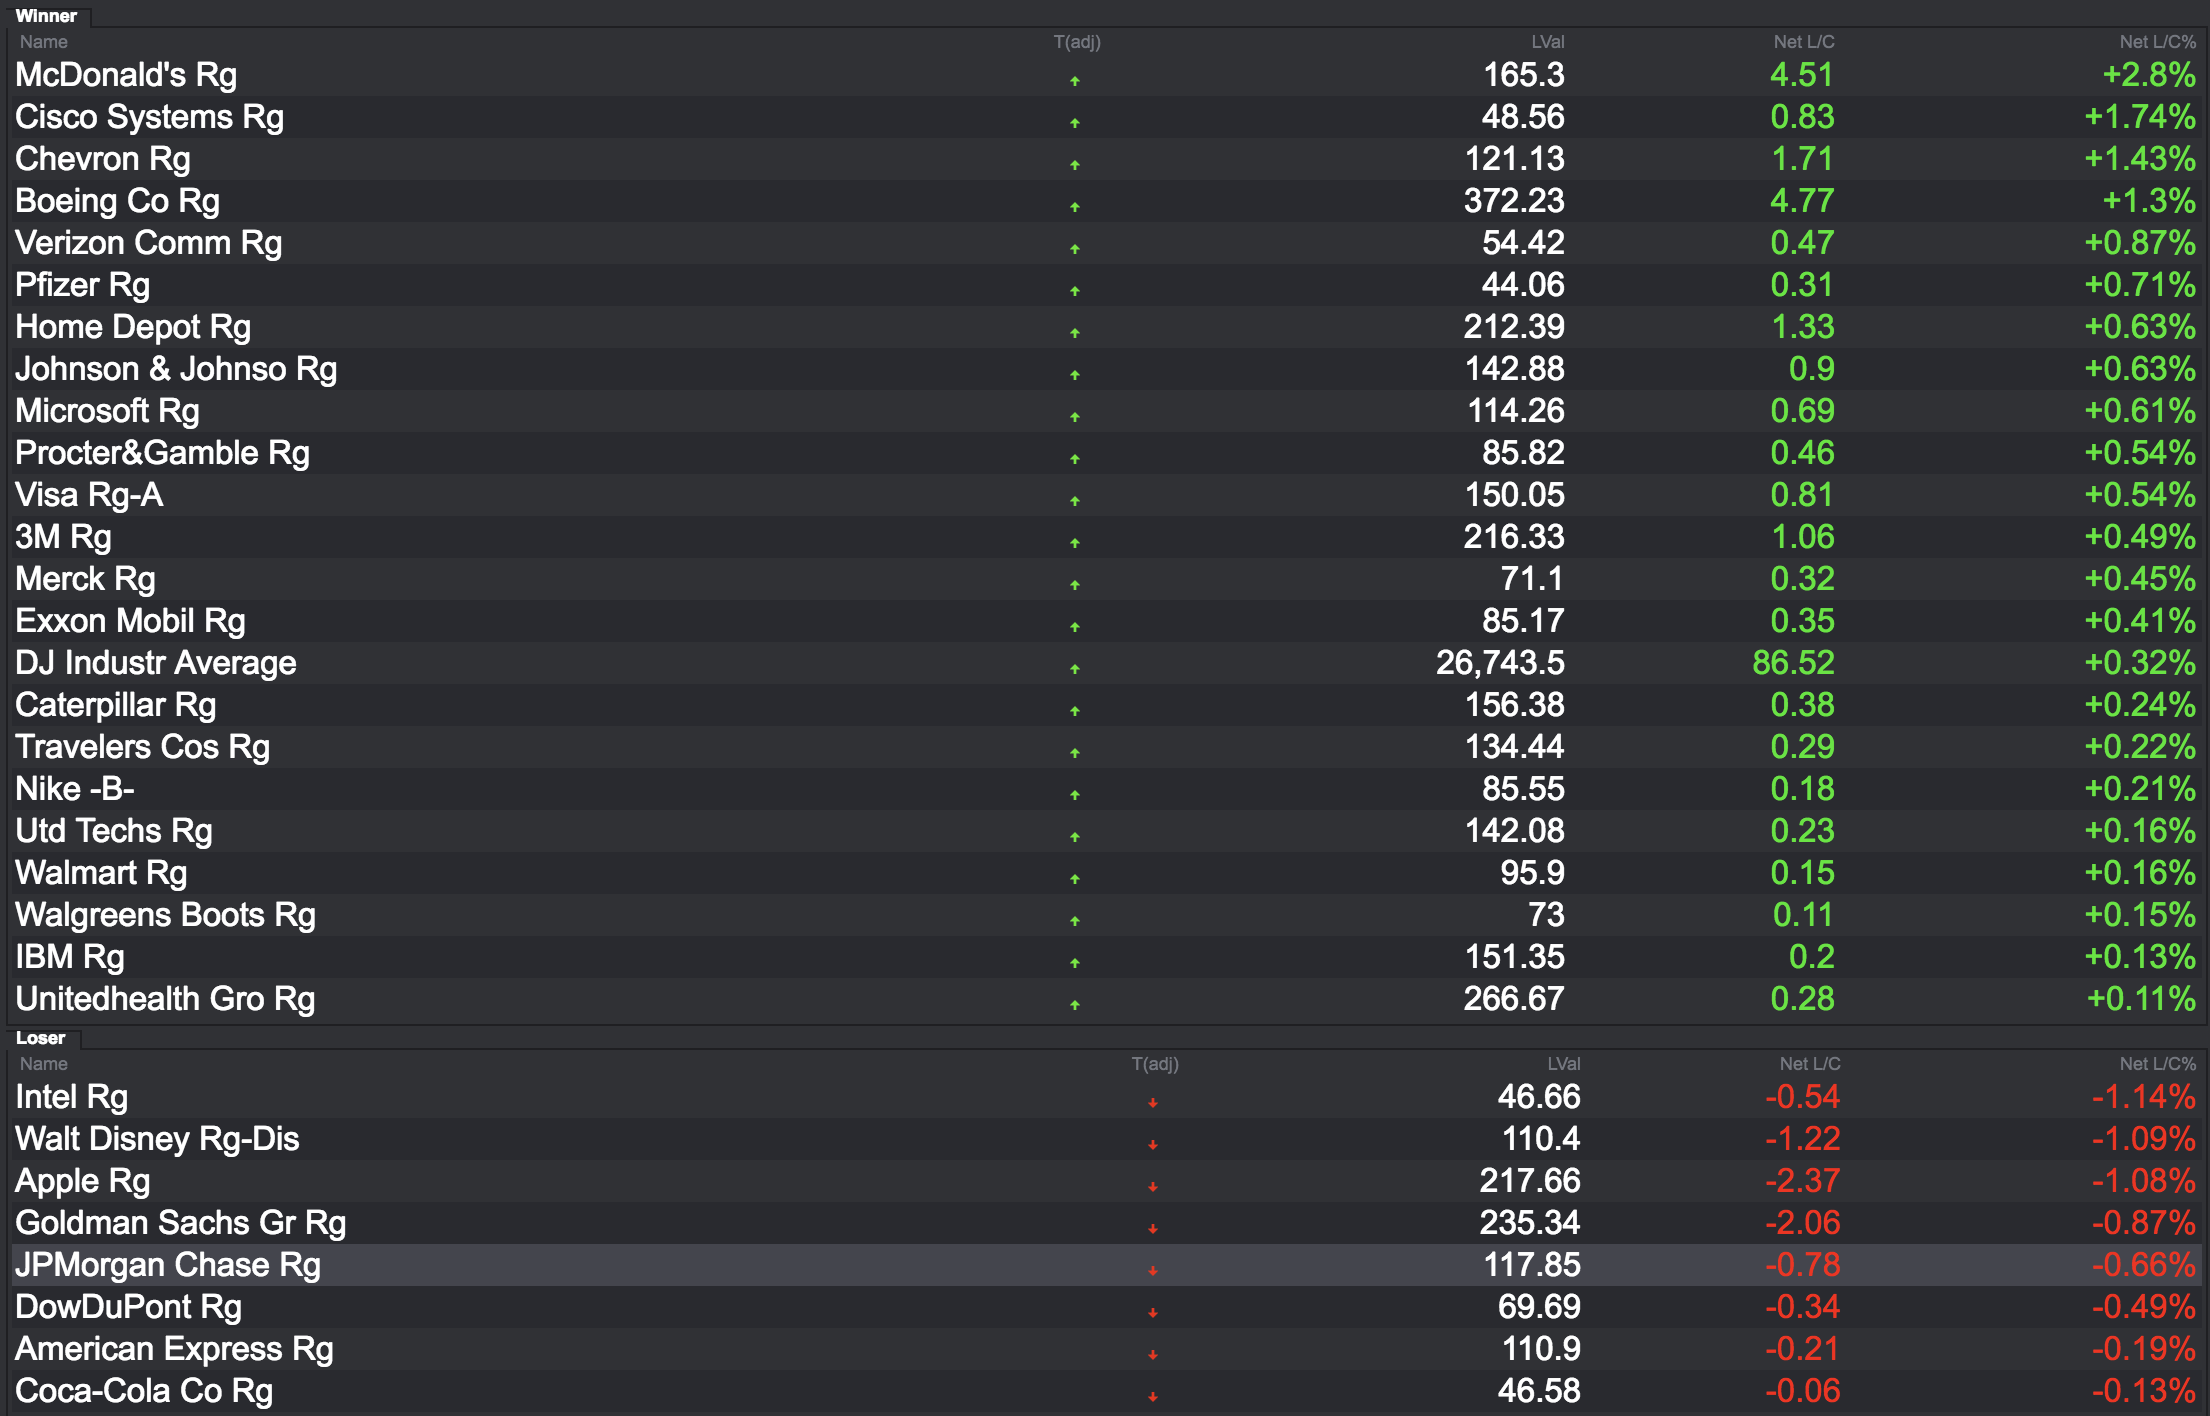 Winner
Name T(adj) LVal Net L/C Net L/C%
McDonald's Rg 165.3 4.51 +2.8%
Cisco Systems Rg 48.56 0.83 +1.74%
Chevron Rg 121.13 1.71 +1.43%
Boeing Co Rg 372.23 4.77 +1.3%
Verizon Comm Rg 54.42 0.47 +0.87%
Pfizer Rg 44.06 0.31 +0.71%
Home Depot Rg 212.39 1.33 +0.63%
Johnson & Johnso Rg 142.88 0.9 +0.63%
Microsoft Rg 114.26 0.69 +0.61%
Procter&Gamble Rg 85.82 0.46 +0.54%
Visa Rg-A 150.05 0.81 +0.54%
3M Rg 216.33 1.06 +0.49%
Merck Rg 71.1 0.32 +0.45%
Exxon Mobil Rg 85.17 0.35 +0.41%
DJ Industr Average 26,743.5 86.52 +0.32%
Caterpillar Rg 156.38 0.38 +0.24%
Travelers Cos Rg 134.44 0.29 +0.22%
Nike -B- 85.55 0.18 +0.21%
Utd Techs Rg 142.08 0.23 +0.16%
Walmart Rg 95.9 0.15 +0.16%
Walgreens Boots Rg 73 0.11 +0.15%
IBM Rg 151.35 0.2 +0.13%
Unitedhealth Gro Rg 266.67 0.28 +0.11%
Loser
Name T(adj) LVal Net L/C Net L/C%
Intel Rg 46.66 -0.54 -1.14%
Walt Disney Rg-Dis 110.4 -1.22 -1.09%
Apple Rg 217.66 -2.37 -1.08%
Goldman Sachs Gr Rg 235.34 -2.06 -0.87%
JPMorgan Chase Rg 117.85 -0.78 -0.66%
DowDuPont Rg 69.69 -0.34 -0.49%
American Express Rg 110.9 -0.21 -0.19%
Coca-Cola Co Rg 46.58 -0.06 -0.13%